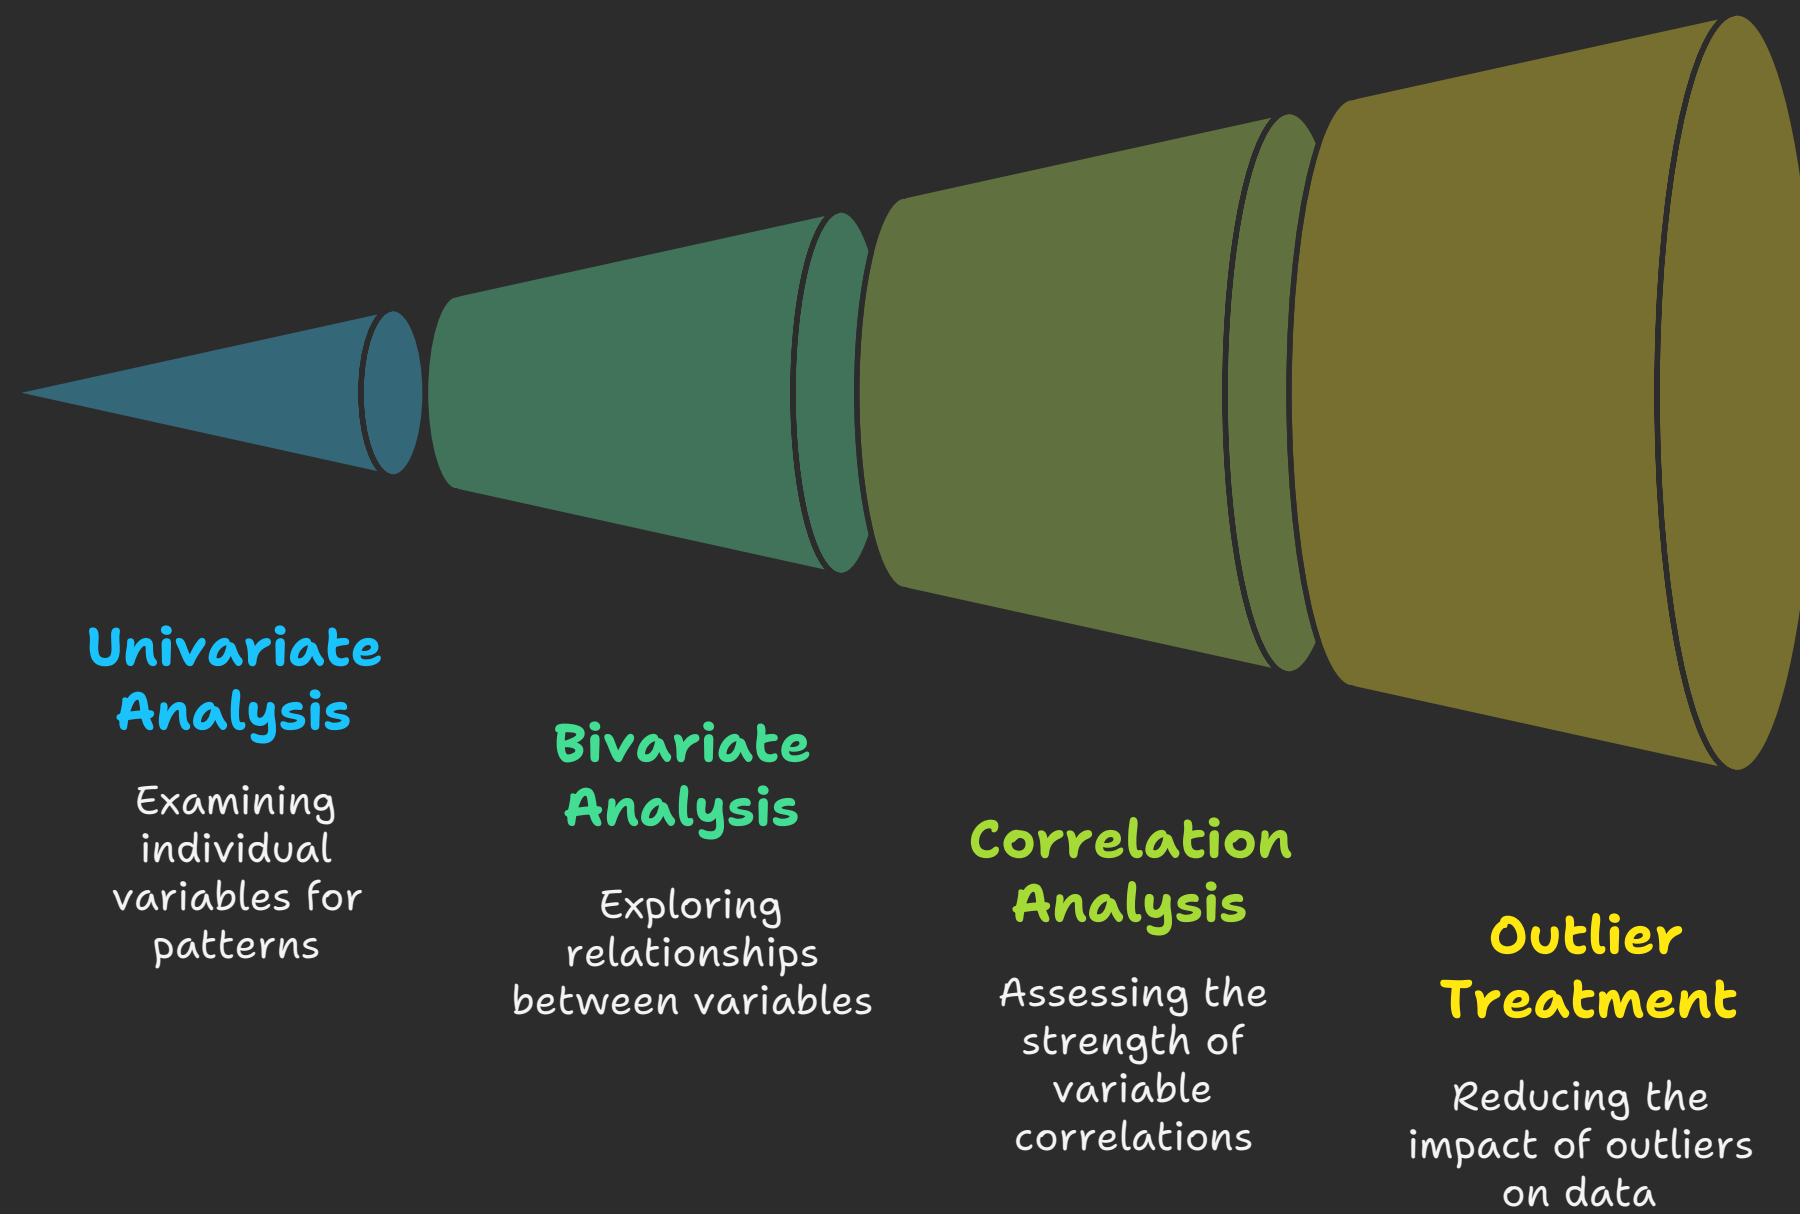 Univariate
Analysis
Examining
individual
variables for
patterns
Bivariate
Analysis
Exploring
relationships
between variables
Correlation
Analysis
Assessing the
strength of
variable
correlations
Outlier
Treatment
Reducing the
impact of outliers
on data